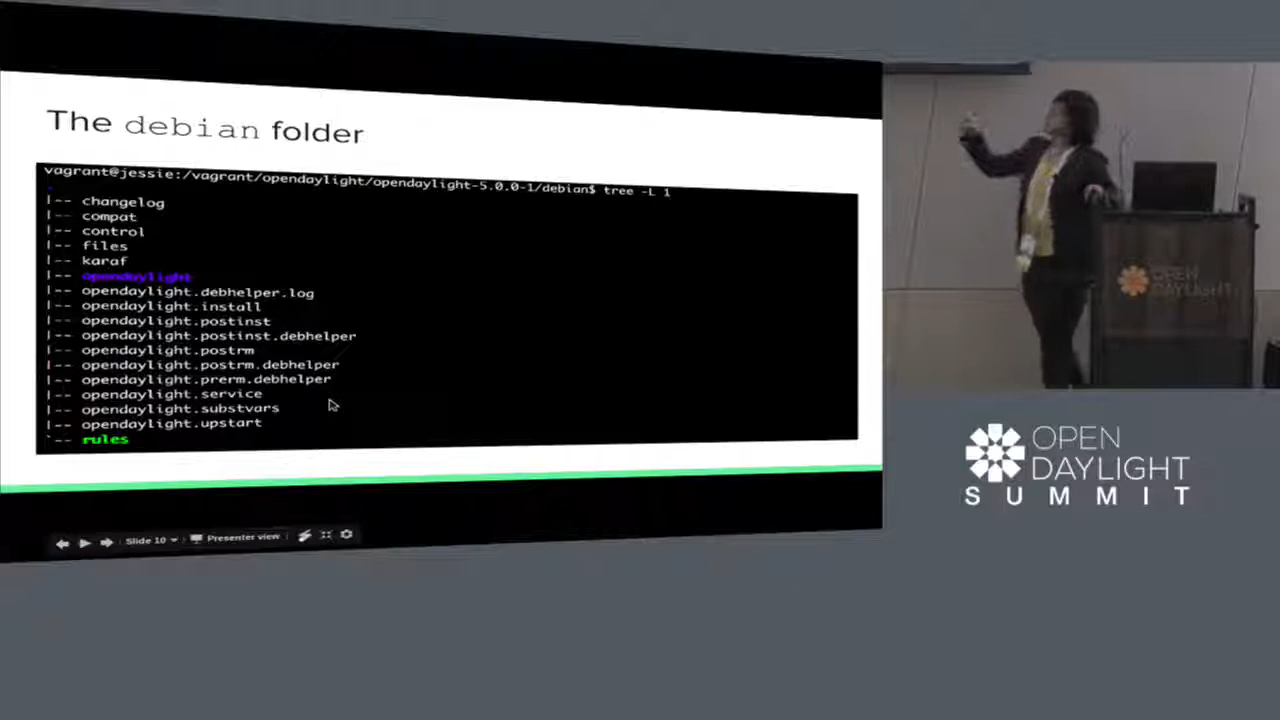 The debian folder
vagrant@jessie:/vagrant/opendaylight/opendaylight-5.0.0-1/debian$ tree -L 1
.
|-- changelog
|-- compat
|-- control
|-- files
|-- karaf
|-- opendaylight
|-- opendaylight.debhelper.log
|-- opendaylight.install
|-- opendaylight.postinst
|-- opendaylight.postinst.debhelper
|-- opendaylight.postrm
|-- opendaylight.postrm.debhelper
|-- opendaylight.prerm.debhelper
|-- opendaylight.service
|-- opendaylight.substvars
|-- opendaylight.upstart
`-- rules
Slide 10
Presenter view
OPEN
DAYLIGHT
OPEN
DAYLIGHT
SUMMIT